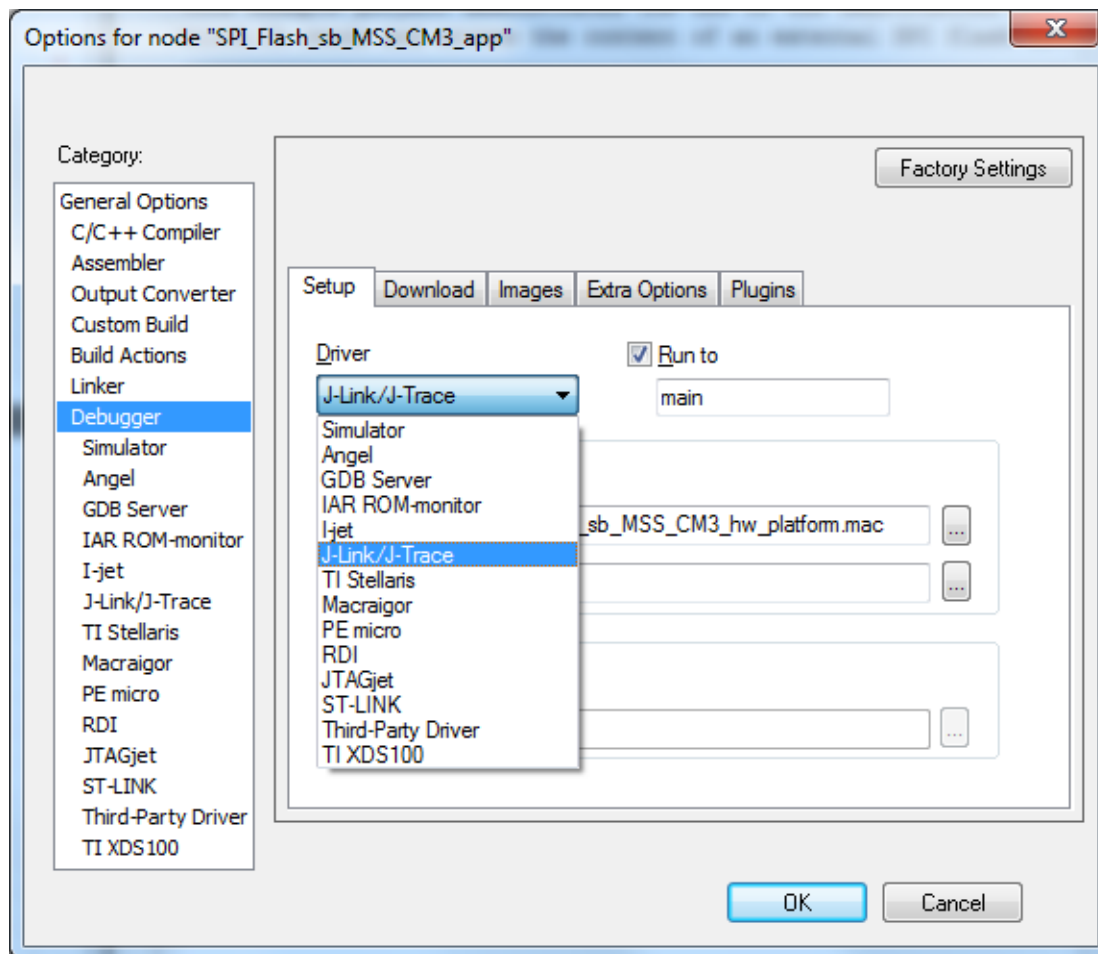 Options for node "SPI_Flash_sb_MSS_CM3_app"
Category:
General Options
C/C++ Compiler
Assembler
Output Converter
Custom Build
Build Actions
Linker
Debugger
Simulator
Angel
GDB Server
IAR ROM-monitor
I-jet
J-Link/J-Trace
TI Stellaris
Macraigor
PE micro
RDI
JTAGjet
ST-LINK
Third-Party Driver
TI XDS100
Factory Settings
Setup Download Images Extra Options Plugins
Driver
Run to
J-Link/J-Trace
main
Simulator
Angel
GDB Server
IAR ROM-monitor
I-jet
J-Link/J-Trace
TI Stellaris
Macraigor
PE micro
RDI
JTAGjet
ST-LINK
Third-Party Driver
TI XDS100
_sb_MSS_CM3_hw_platform.mac
...
...
...
OK Cancel